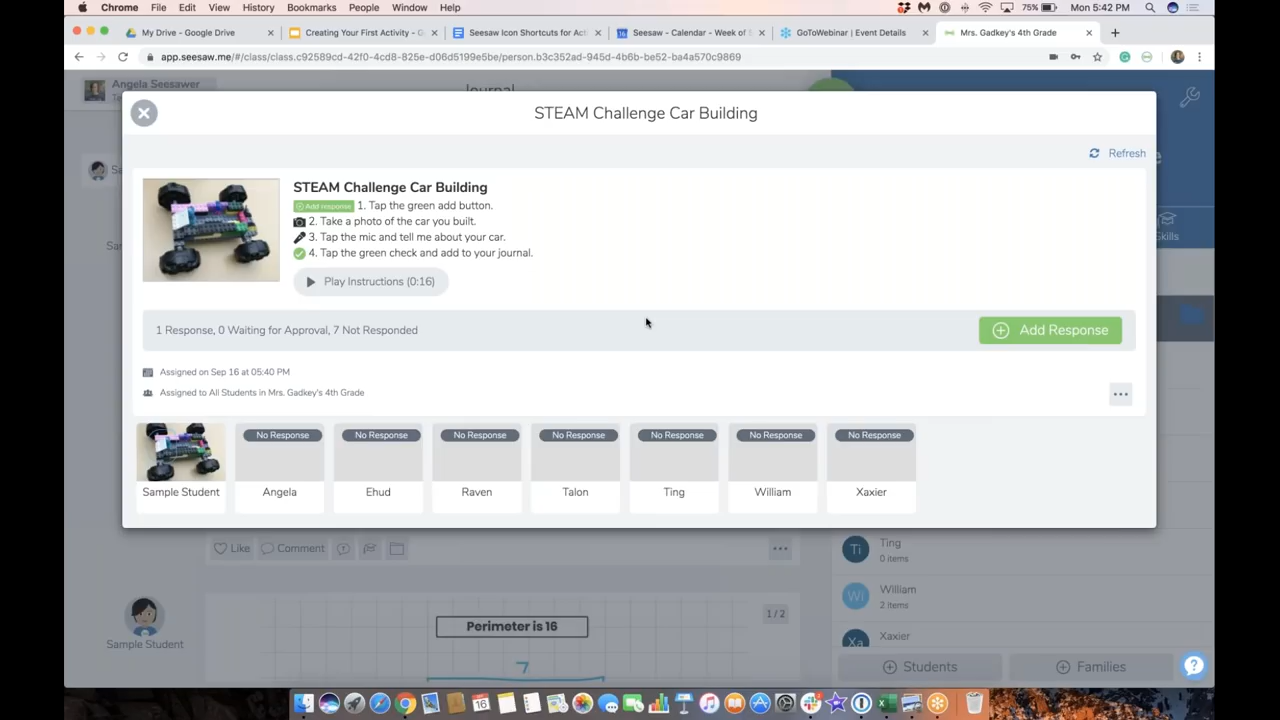 Chrome File Edit View History Bookmarks People Window Help 75% Mon 5:42 PM
My Drive - Google Drive × Creating Your First Activity - G × Seesaw Icon Shortcuts for Act × Seesaw - Calendar - Week of S × GoToWebinar | Event Details × Mrs. Gadkey's 4th Grade ×
app.seesaw.me/#/class/class.c92589cd-42f0-4cd8-825e-d06d5199e5be/person.b3c352ad-945d-4b6b-be52-ba4a570c9869
Angela Seesawer
Journal
STEAM Challenge Car Building
Refresh
STEAM Challenge Car Building
Add response 1. Tap the green add button.
2. Take a photo of the car you built.
3. Tap the mic and tell me about your car.
4. Tap the green check and add to your journal.
Play Instructions (0:16)
1 Response, 0 Waiting for Approval, 7 Not Responded
Add Response
Skills
Assigned on Sep 16 at 05:40 PM
Assigned to All Students in Mrs. Gadkey's 4th Grade
No Response No Response No Response No Response No Response No Response No Response
Sample Student Angela Ehud Raven Talon Ting William Xaxier
Like Comment
Ti Ting
0 items
Wi William
2 items
Xa Xaxier
Sample Student
Perimeter is 16
1 / 2
7
Students Families
16